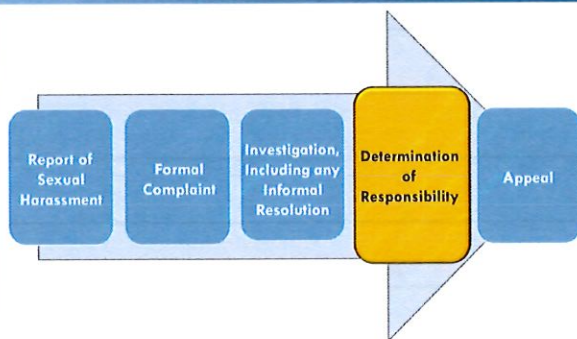 Report of
Sexual
Harassment
Formal
Complaint
Investigation,
Including any
Informal
Resolution
Determination
of
Responsibility
Appeal